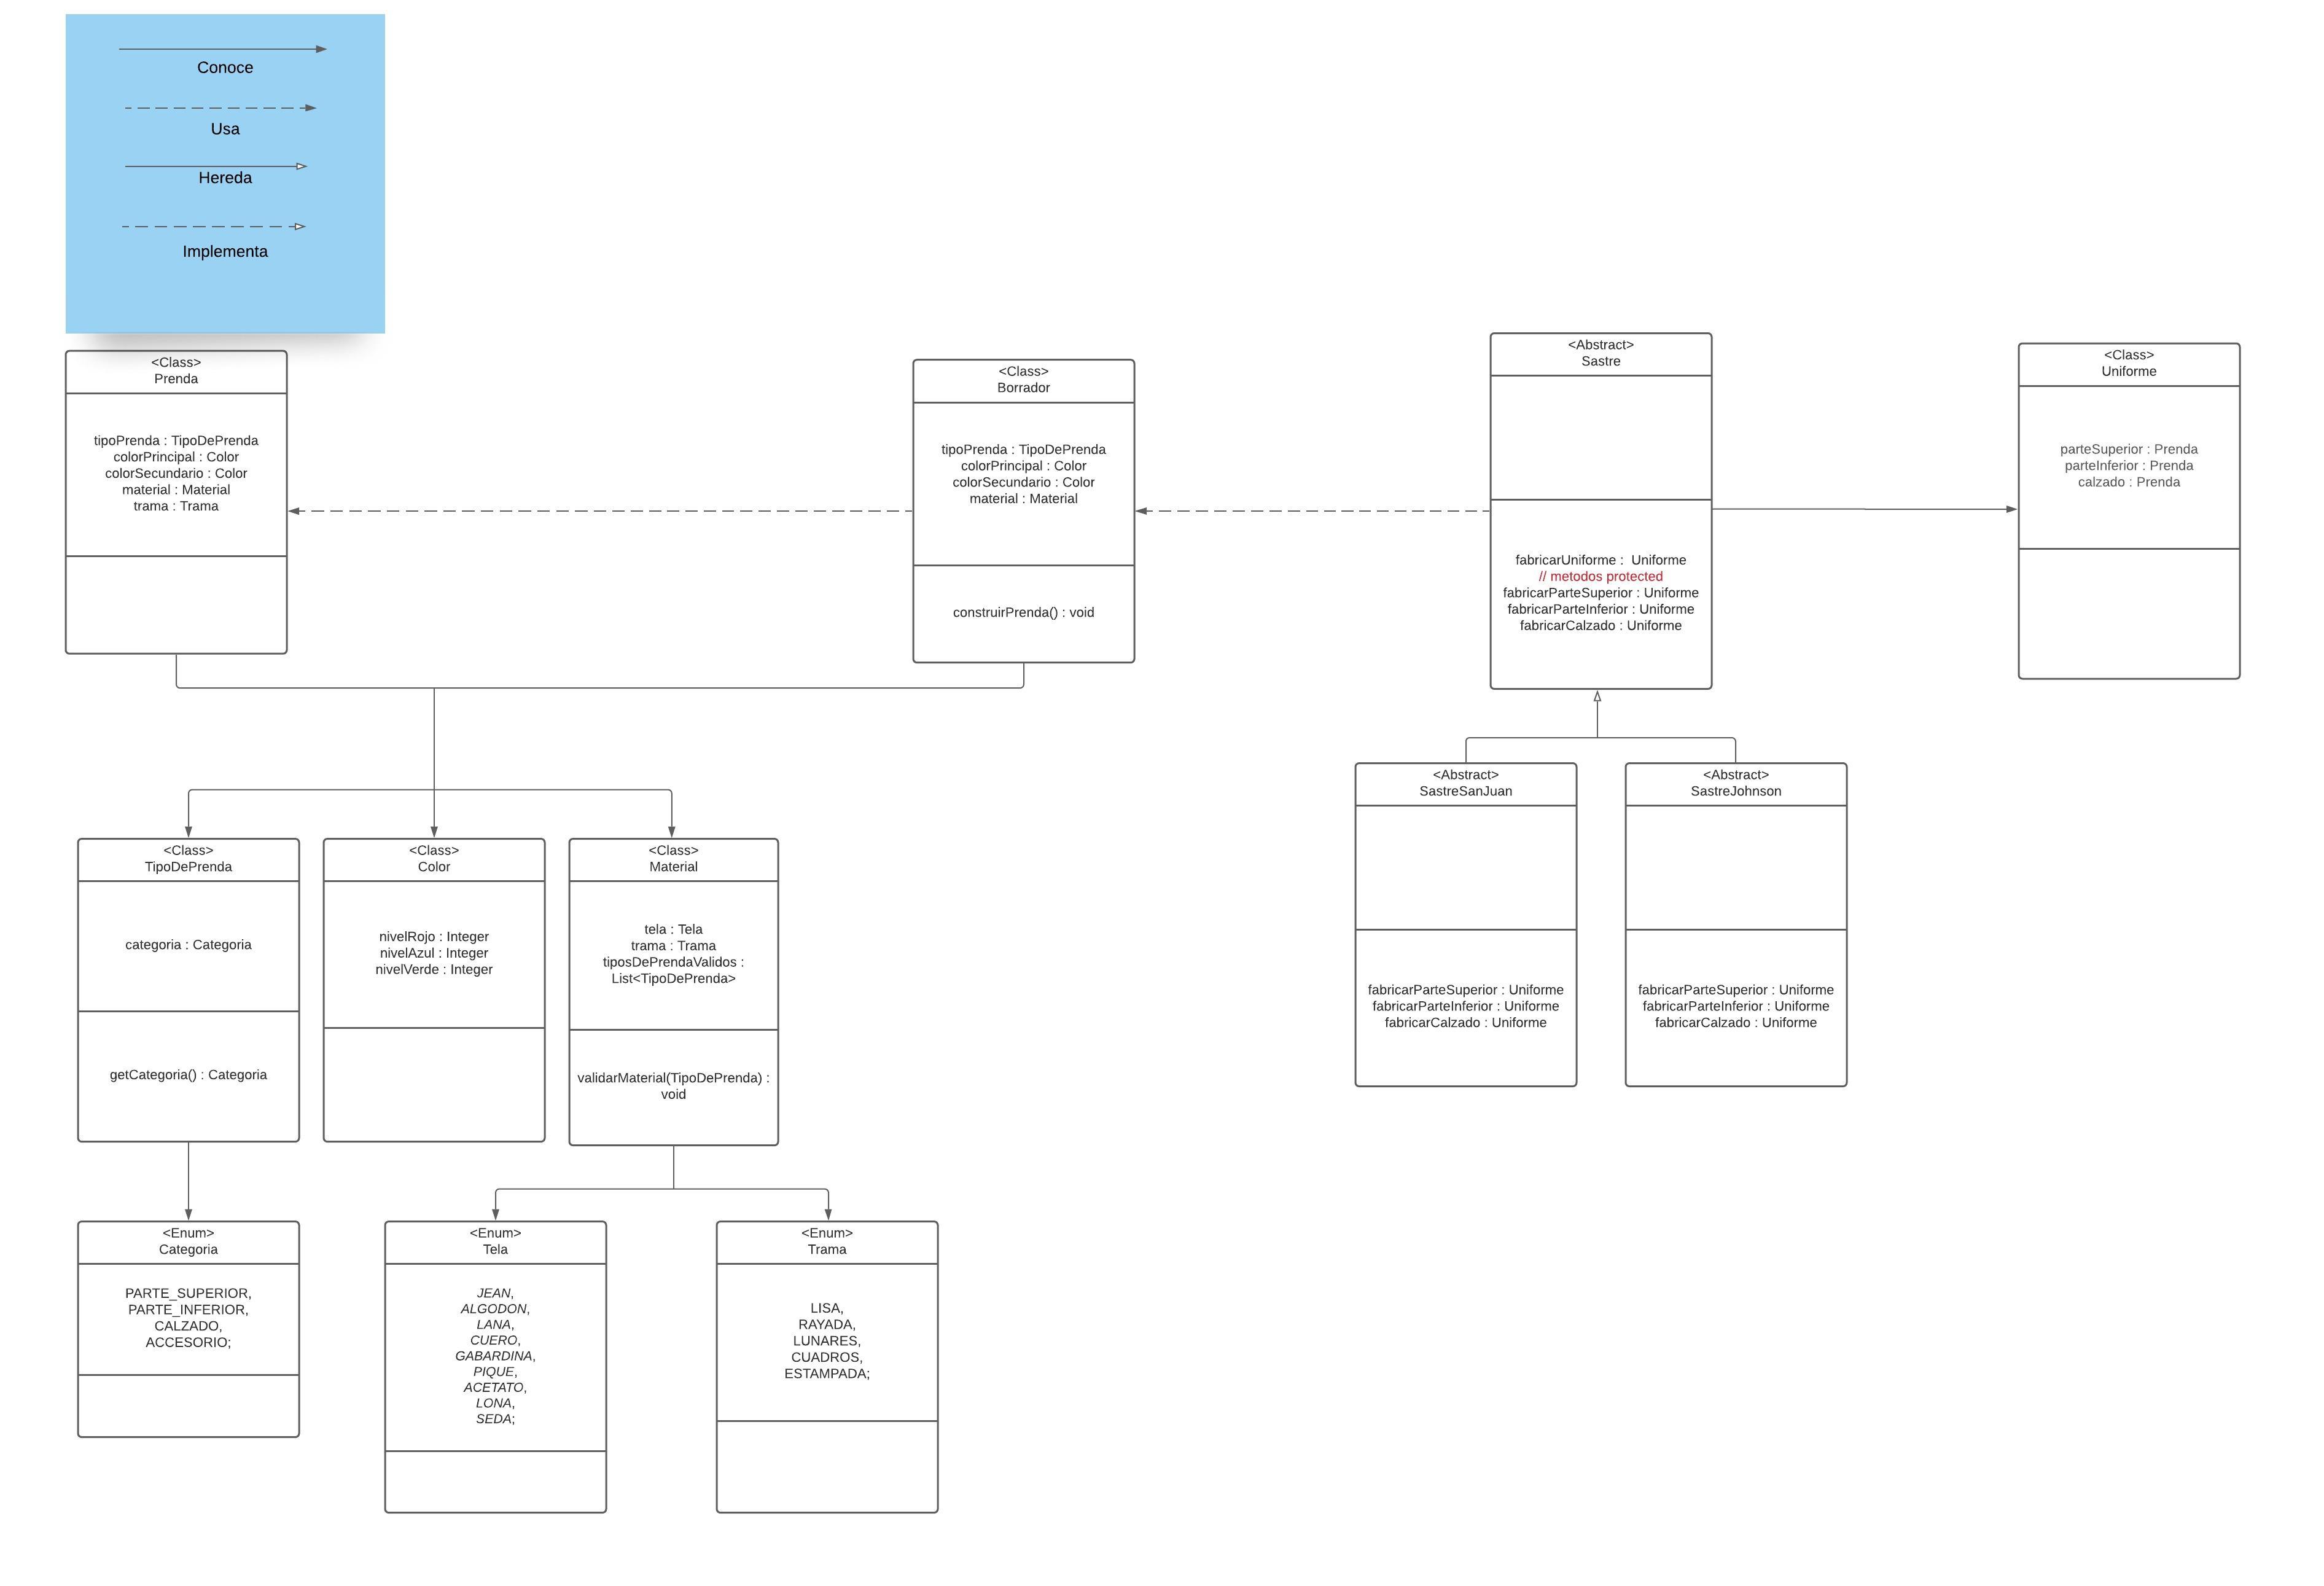 Conoce
Usa
Hereda
Implementa
<Class>
Prenda
tipoPrenda : TipoDePrenda
colorPrincipal : Color
colorSecundario : Color
material : Material
trama : Trama
<Class>
Borrador
tipoPrenda : TipoDePrenda
colorPrincipal : Color
colorSecundario : Color
material : Material
construirPrenda() : void
<Abstract>
Sastre
fabricarUniforme :  Uniforme
// metodos protected
fabricarParteSuperior : Uniforme
fabricarParteInferior : Uniforme
fabricarCalzado : Uniforme
<Class>
Uniforme
parteSuperior : Prenda
parteInferior : Prenda
calzado : Prenda
<Abstract>
SastreSanJuan
fabricarParteSuperior : Uniforme
fabricarParteInferior : Uniforme
fabricarCalzado : Uniforme
<Abstract>
SastreJohnson
fabricarParteSuperior : Uniforme
fabricarParteInferior : Uniforme
fabricarCalzado : Uniforme
<Class>
TipoDePrenda
categoria : Categoria
getCategoria() : Categoria
<Class>
Color
nivelRojo : Integer
nivelAzul : Integer
nivelVerde : Integer
<Class>
Material
tela : Tela
trama : Trama
tiposDePrendaValidos :
List<TipoDePrenda>
validarMaterial(TipoDePrenda) :
void
<Enum>
Categoria
PARTE_SUPERIOR,
PARTE_INFERIOR,
CALZADO,
ACCESORIO;
<Enum>
Tela
JEAN,
ALGODON,
LANA,
CUERO,
GABARDINA,
PIQUE,
ACETATO,
LONA,
SEDA;
<Enum>
Trama
LISA,
RAYADA,
LUNARES,
CUADROS,
ESTAMPADA;